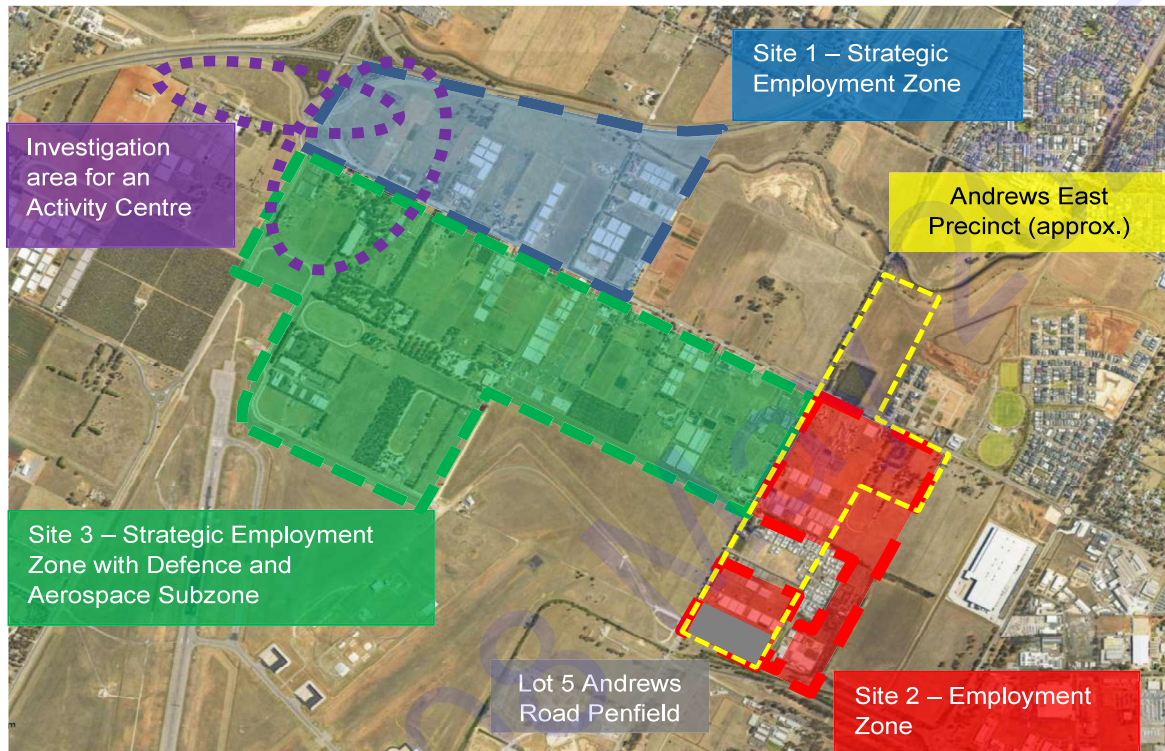 Site 1 – Strategic
Employment Zone
Investigation
area for an
Activity Centre
Andrews East
Precinct (approx.)
Site 3 – Strategic Employment
Zone with Defence and
Aerospace Subzone
Lot 5 Andrews
Road Penfield
Site 2 – Employment
Zone